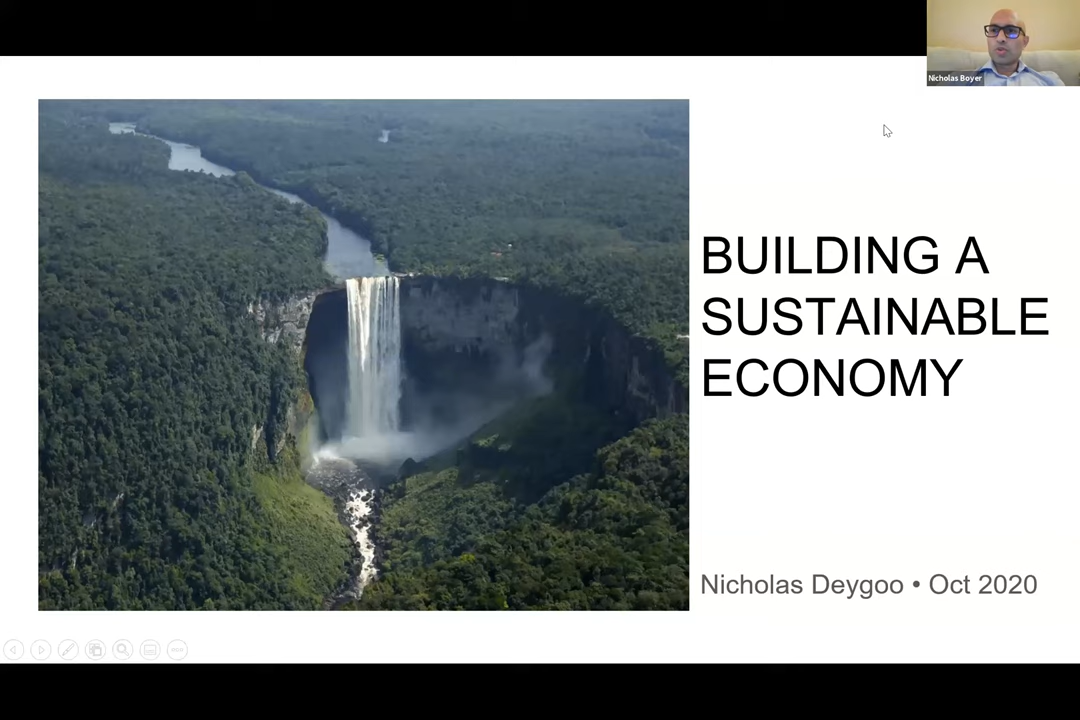 Nicholas Boyer
BUILDING A
SUSTAINABLE
ECONOMY
Nicholas Deygoo • Oct 2020